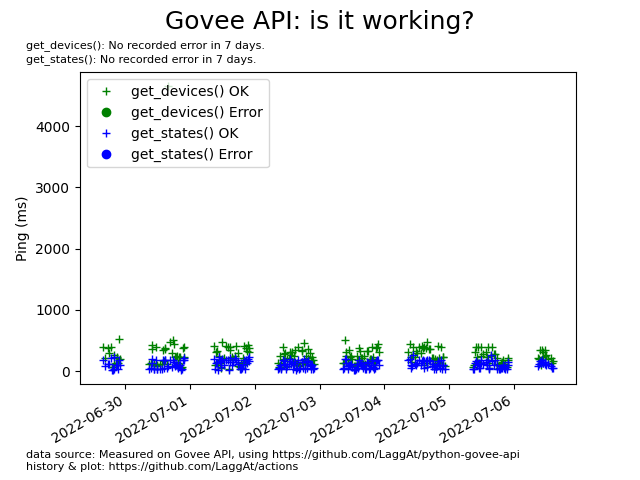 Govee API: is it working?
get_devices(): No recorded error in 7 days.
get_states(): No recorded error in 7 days.
get_devices() OK
get_devices() Error
get_states() OK
get_states() Error
Ping (ms)
4000
3000
2000
1000
0
2022-06-30
2022-07-01
2022-07-02
2022-07-03
2022-07-04
2022-07-05
2022-07-06
data source: Measured on Govee API, using https://github.com/LaggAt/python-govee-api
history & plot: https://github.com/LaggAt/actions